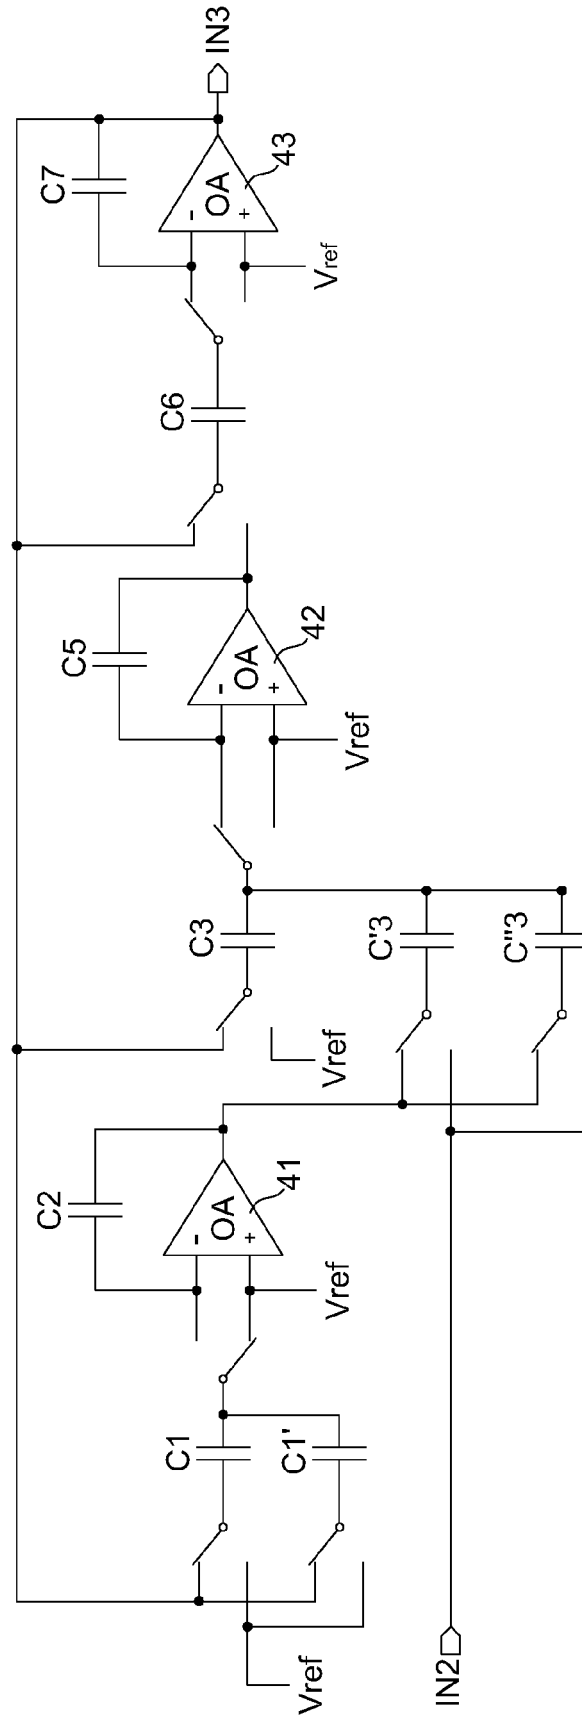 C1
C1'
Vref
IN2
C2
OA
-
+
41
Vref
C3
Vref
C'3
C"3
C5
OA
-
+
42
Vref
C6
C7
OA
-
+
43
Vref
IN3